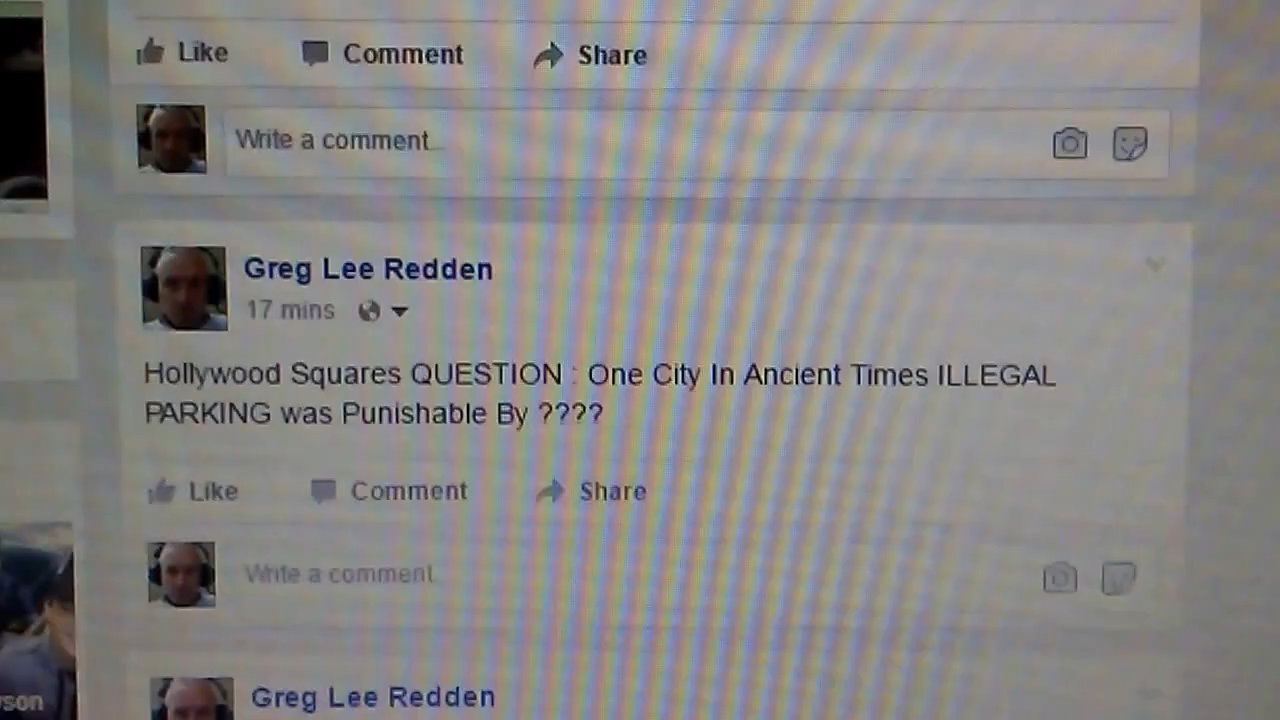 Like Comment Share
Write a comment...
Greg Lee Redden
17 mins
Hollywood Squares QUESTION : One City In Ancient Times ILLEGAL
PARKING was Punishable By ????
Like Comment Share
Write a comment...
son
Greg Lee Redden